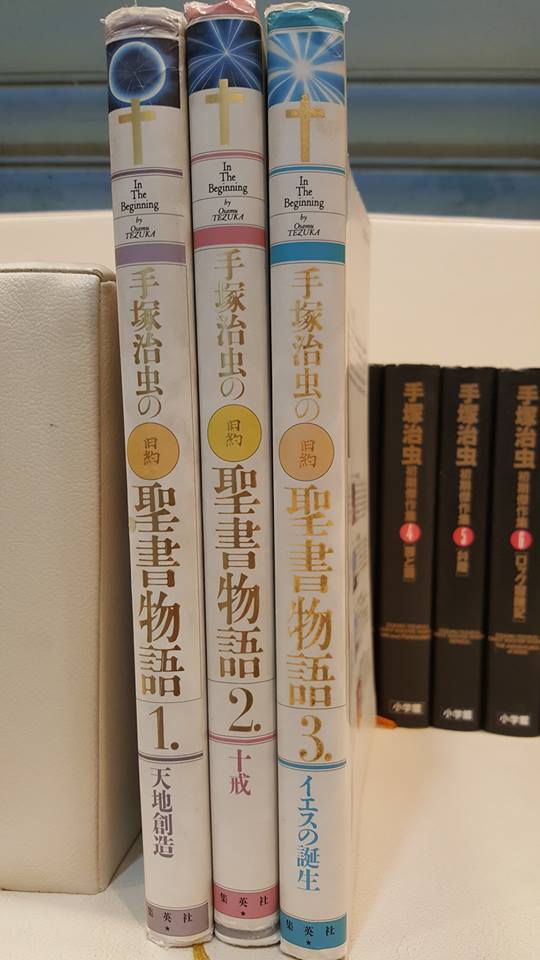 In
The
Beginning
by
Osamu
TEZUKA
手塚治虫の
旧約
聖書物語
1.
天地創造
集英社
In
The
Beginning
by
Osamu
TEZUKA
手塚治虫の
旧約
聖書物語
2.
十戒
集英社
In
The
Beginning
by
Osamu
TEZUKA
手塚治虫の
旧約
聖書物語
3.
イエスの誕生
集英社
手塚治虫
4
小学館
手塚治虫
5
小学館
手塚治虫
6
小学館